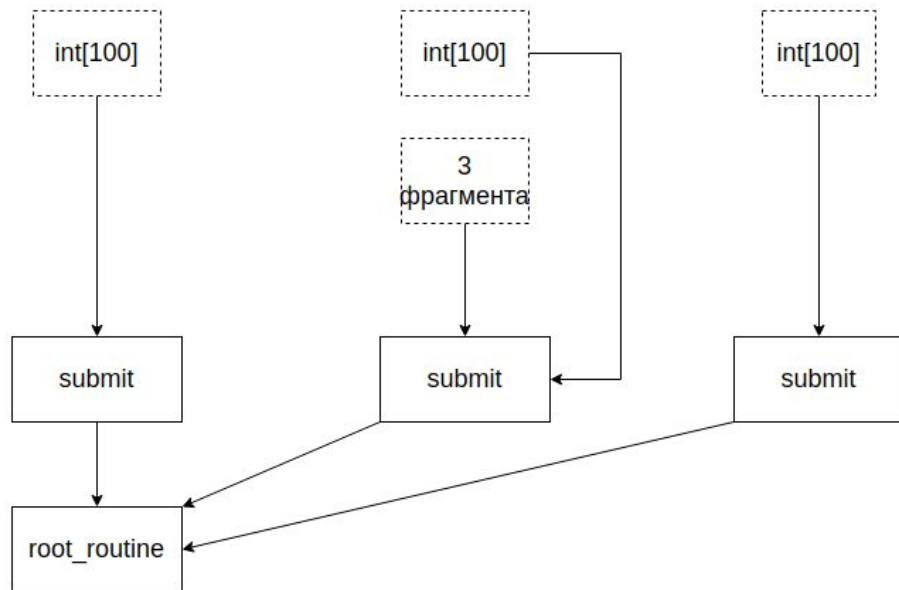 int[100]
int[100]
int[100]
3
фрагмента
submit
submit
submit
root_routine